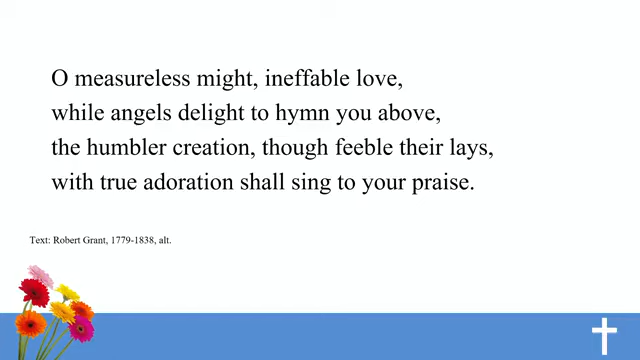 O measureless might, ineffable love,
while angels delight to hymn you above,
the humbler creation, though feeble their lays,
with true adoration shall sing to your praise.
Text: Robert Grant, 1779-1838, alt.